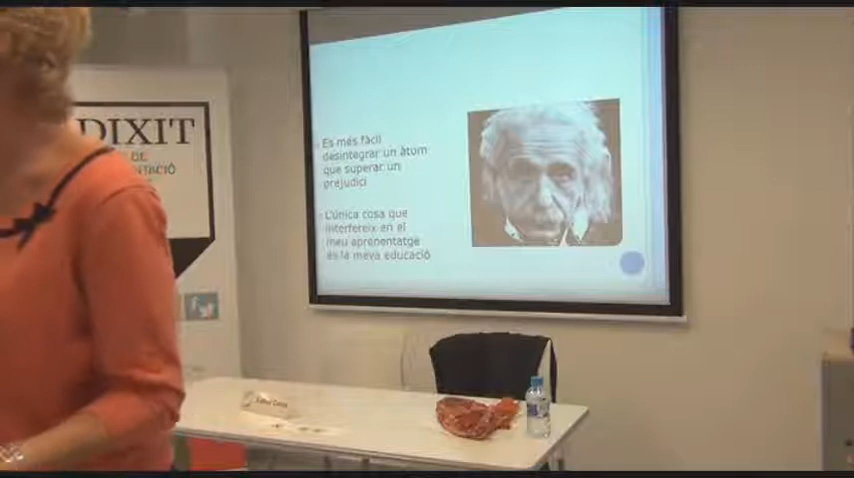 DIXIT
DE
Es més fàcil
desintegrar un àtom
que superar un
prejudici
L'única cosa que
interfereix en el
meu aprenentatge
és la meva educació